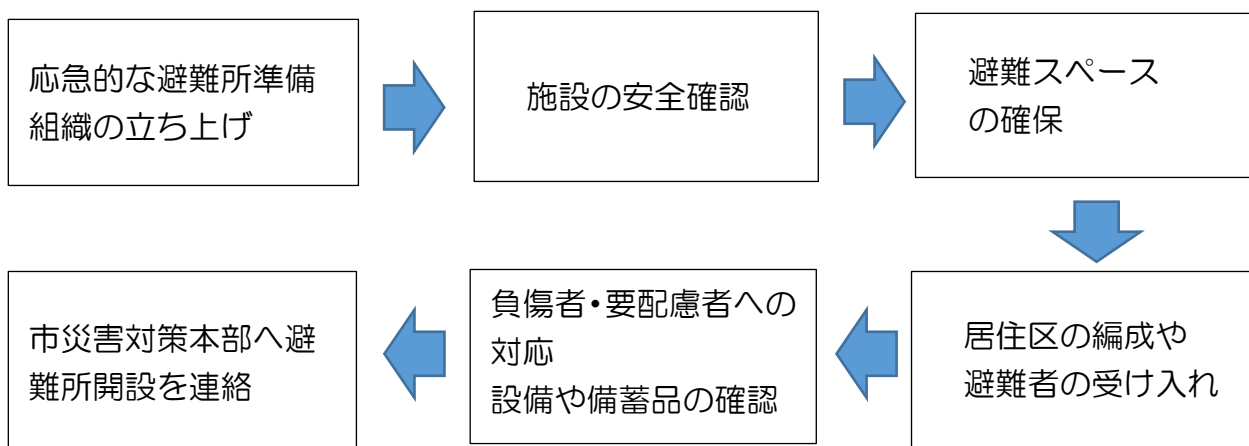 応急的な避難所準備
組織の立ち上げ
施設の安全確認
避難スペース
の確保
居住区の編成や
避難者の受け入れ
負傷者・要配慮者への
対応
設備や備蓄品の確認
市災害対策本部へ避
難所開設を連絡